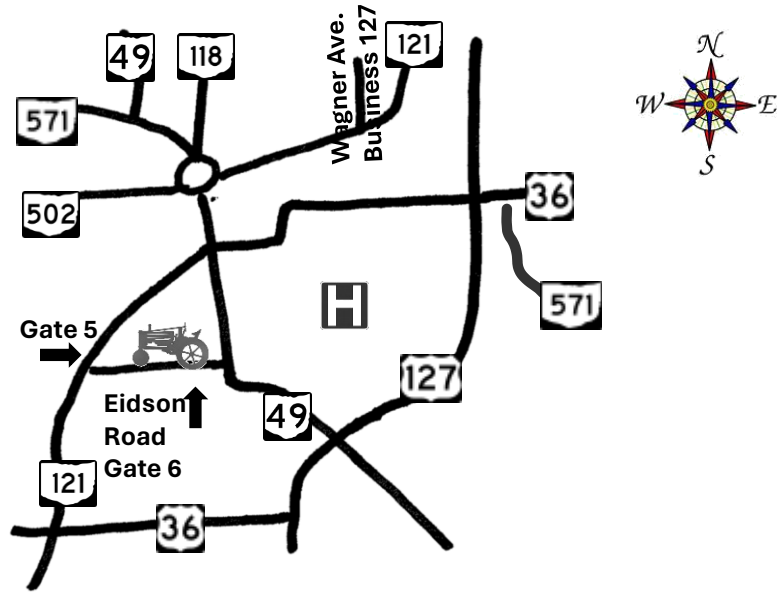 49
118
Wagner Ave.
Business 127
121
571
502
N
W
E
S
36
571
Gate 5
H
127
Eidson
Road
Gate 6
49
121
36